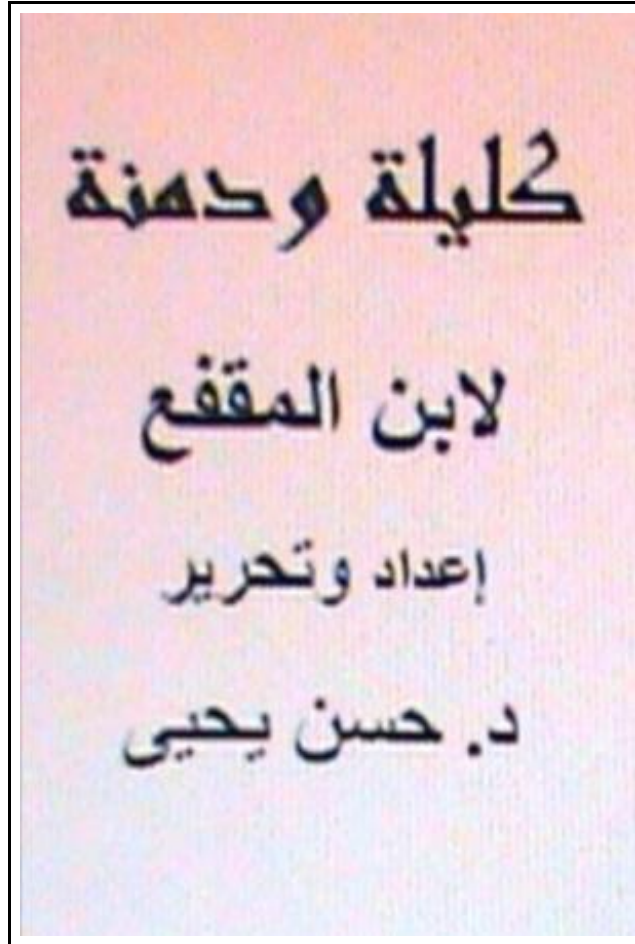 كليلة ودمنة
لابن المقفع
إعداد وتحرير
د. حسن يحيى